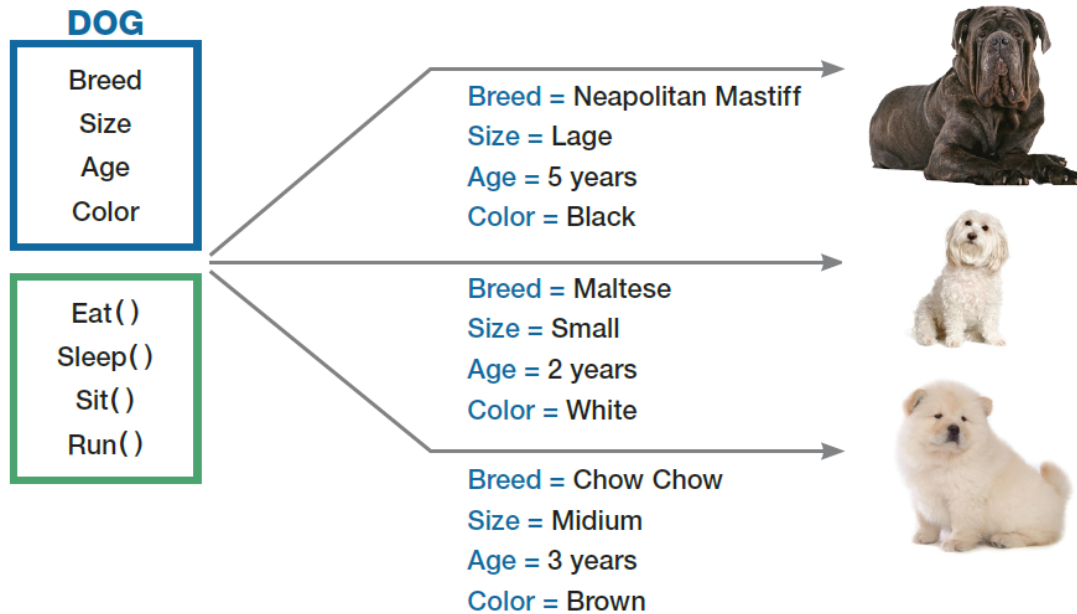 DOG
Breed
Size
Age
Color
Eat()
Sleep()
Sit()
Run()
Breed = Neapolitan Mastiff
Size = Lage
Age = 5 years
Color = Black
Breed = Maltese
Size = Small
Age = 2 years
Color = White
Breed = Chow Chow
Size = Midium
Age = 3 years
Color = Brown